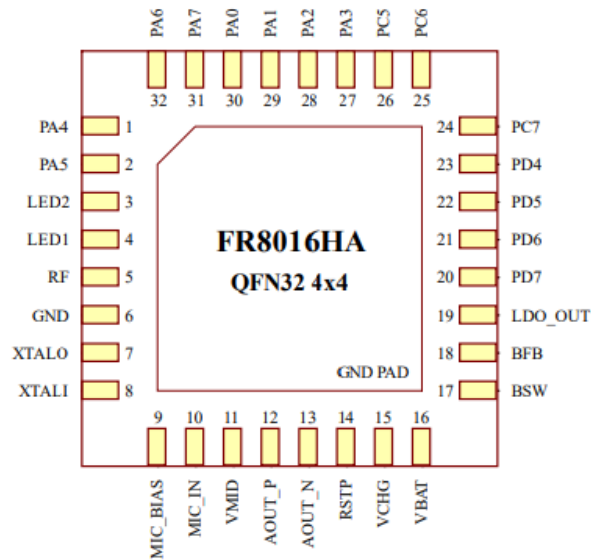 PA6 PA7 PA0 PA1 PA2 PA3 PC5 PC6
32 31 30 29 28 27 26 25
PA4 1
PA5 2
LED2 3
LED1 4
RF 5
GND 6
XTALO 7
XTALI 8
24 PC7
23 PD4
22 PD5
21 PD6
20 PD7
19 LDO_OUT
18 BFB
17 BSW
FR8016HA
QFN32 4x4
GND PAD
9 10 11 12 13 14 15 16
MIC_BIAS MIC_IN VMID AOUT_P AOUT_N RSTP VCHG VBAT